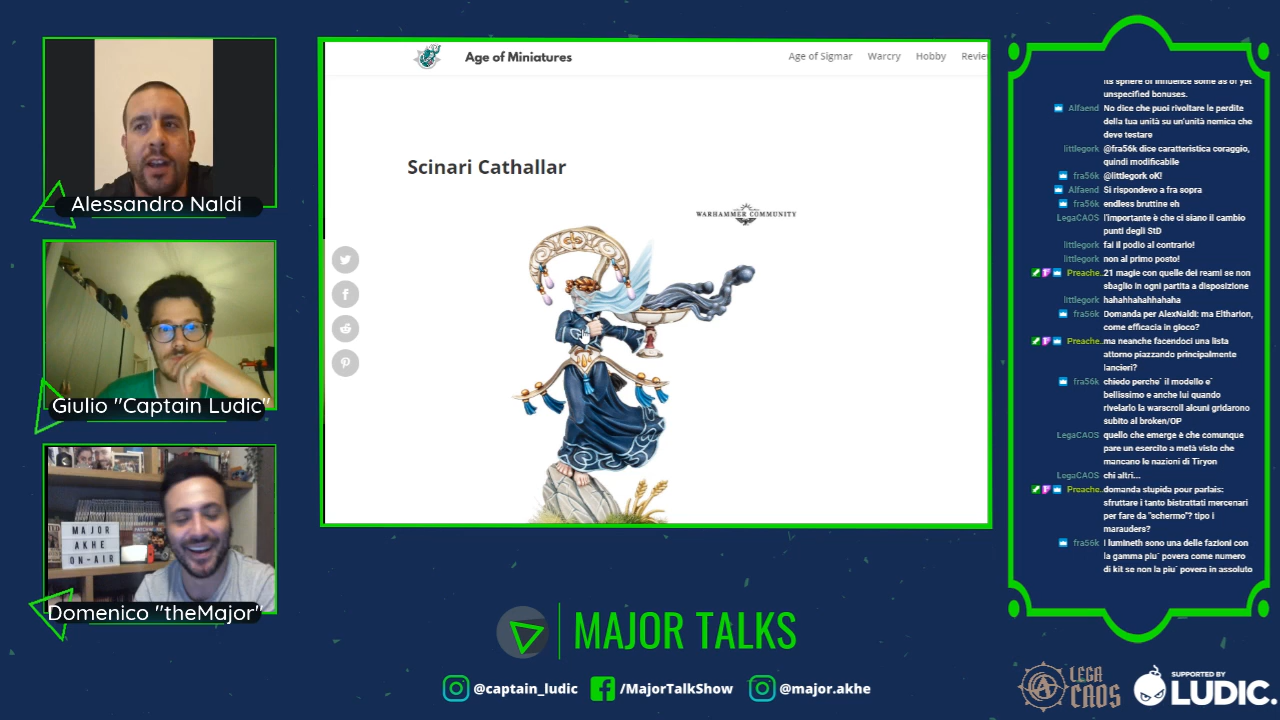 Alessandro Naldi
Giulio "Captain Ludic"
MAJOR
AKHE
ON-AIR
Domenico "theMajor"
Age of Miniatures
Age of Sigmar Warcry Hobby
Scinari Cathallar
WARHAMMER COMMUNITY
its sphere of influence some as of yet
unspecified bonuses.
Alfaend No dice che puoi rivoltare le perdite
della tua unità su un'unità nemica che
deve testare
littlegork @fra56k dice caratteristica coraggio,
quindi modificabile
fra56k @littlegork oK!
Alfaend Si rispondevo a fra sopra
fra56k endless bruttine eh
LegaCAOS l'importante è che ci siano il cambio
punti degli StD
littlegork fai il podio al contrario!
littlegork non al primo posto!
Preache.. 21 magie con quelle dei reami se non
sbaglio in ogni partita a disposizione
littlegork hahahhahahhahaha
fra56k Domanda per AlexNaldi: ma Eltharion,
come efficacia in gioco?
Preache.. ma neanche facendoci una lista
attorno piazzando principalmente
lancieri?
fra56k chiedo perche` il modello e`
bellissimo e anche lui quando
rivelarlo la warscroll alcuni gridarono
subito al broken/OP
LegaCAOS quello che emerge è che comunque
pare un esercito a metà visto che
mancano le nazioni di Tiryon
LegaCAOS chi altri...
Preache.. domanda stupida pour parlais:
sfruttare i tanto bistrattati mercenari
per fare da "schermo"? tipo i
marauders?
fra56k I lumineth sono una delle fazioni con
la gamma piu` povera come numero
di kit se non la piu` povera in assoluto
MAJOR TALKS
@captain_ludic /MajorTalkShow @major.akhe
LEGA
CAOS
SUPPORTED BY
LUDIC.